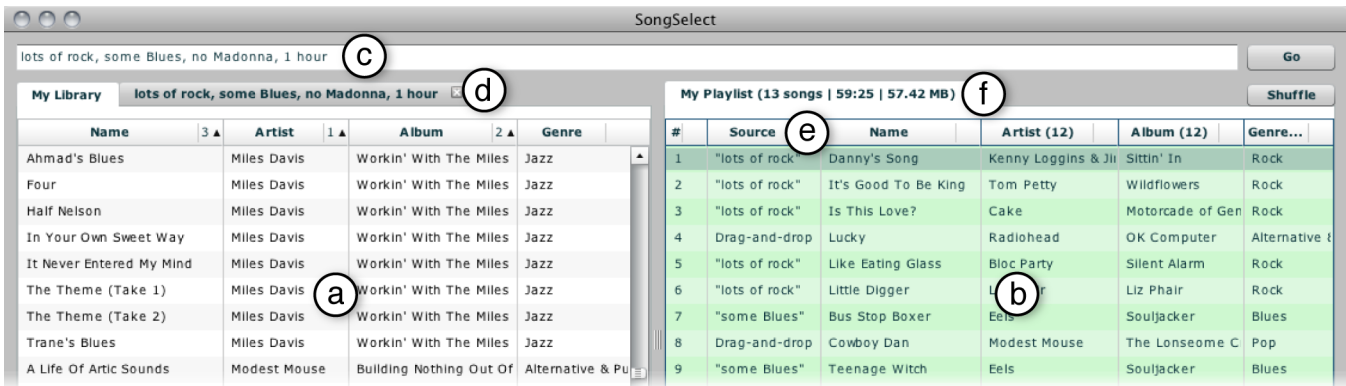 SongSelect
lots of rock, some Blues, no Madonna, 1 hour c Go
My Library lots of rock, some Blues, no Madonna, 1 hour d My Playlist (13 songs | 59:25 | 57.42 MB) f Shuffle
Name 3 ▲ Artist 1 ▲ Album 2 ▲ Genre # Source e Name Artist (12) Album (12) Genre...
Ahmad's Blues Miles Davis Workin' With The Miles Jazz 1 "lots of rock" Danny's Song Kenny Loggins & Sittin' In Rock
Four Miles Davis Workin' With The Miles Jazz 2 "lots of rock" It's Good To Be King Tom Petty Wildflowers Rock
Half Nelson Miles Davis Workin' With The Miles Jazz 3 "lots of rock" Is This Love? Cake Motorcade of Gen Rock
In Your Own Sweet Way Miles Davis Workin' With The Miles Jazz 4 Drag-and-drop Lucky Radiohead OK Computer Alternative &
It Never Entered My Mind Miles Davis Workin' With The Miles Jazz 5 "lots of rock" Like Eating Glass Bloc Party Silent Alarm Rock
The Theme (Take 1) Miles Davis a Workin' With The Miles Jazz 6 "lots of rock" Little Digger b Liz Phair Rock
The Theme (Take 2) Miles Davis Workin' With The Miles Jazz 7 "some Blues" Bus Stop Boxer Eels Souljacker Blues
Trane's Blues Miles Davis Workin' With The Miles Jazz 8 Drag-and-drop Cowboy Dan Modest Mouse The Lonseome C Pop
A Life Of Artic Sounds Modest Mouse Building Nothing Out Of Alternative & Pu 9 "some Blues" Teenage Witch Eels Souljacker Blues